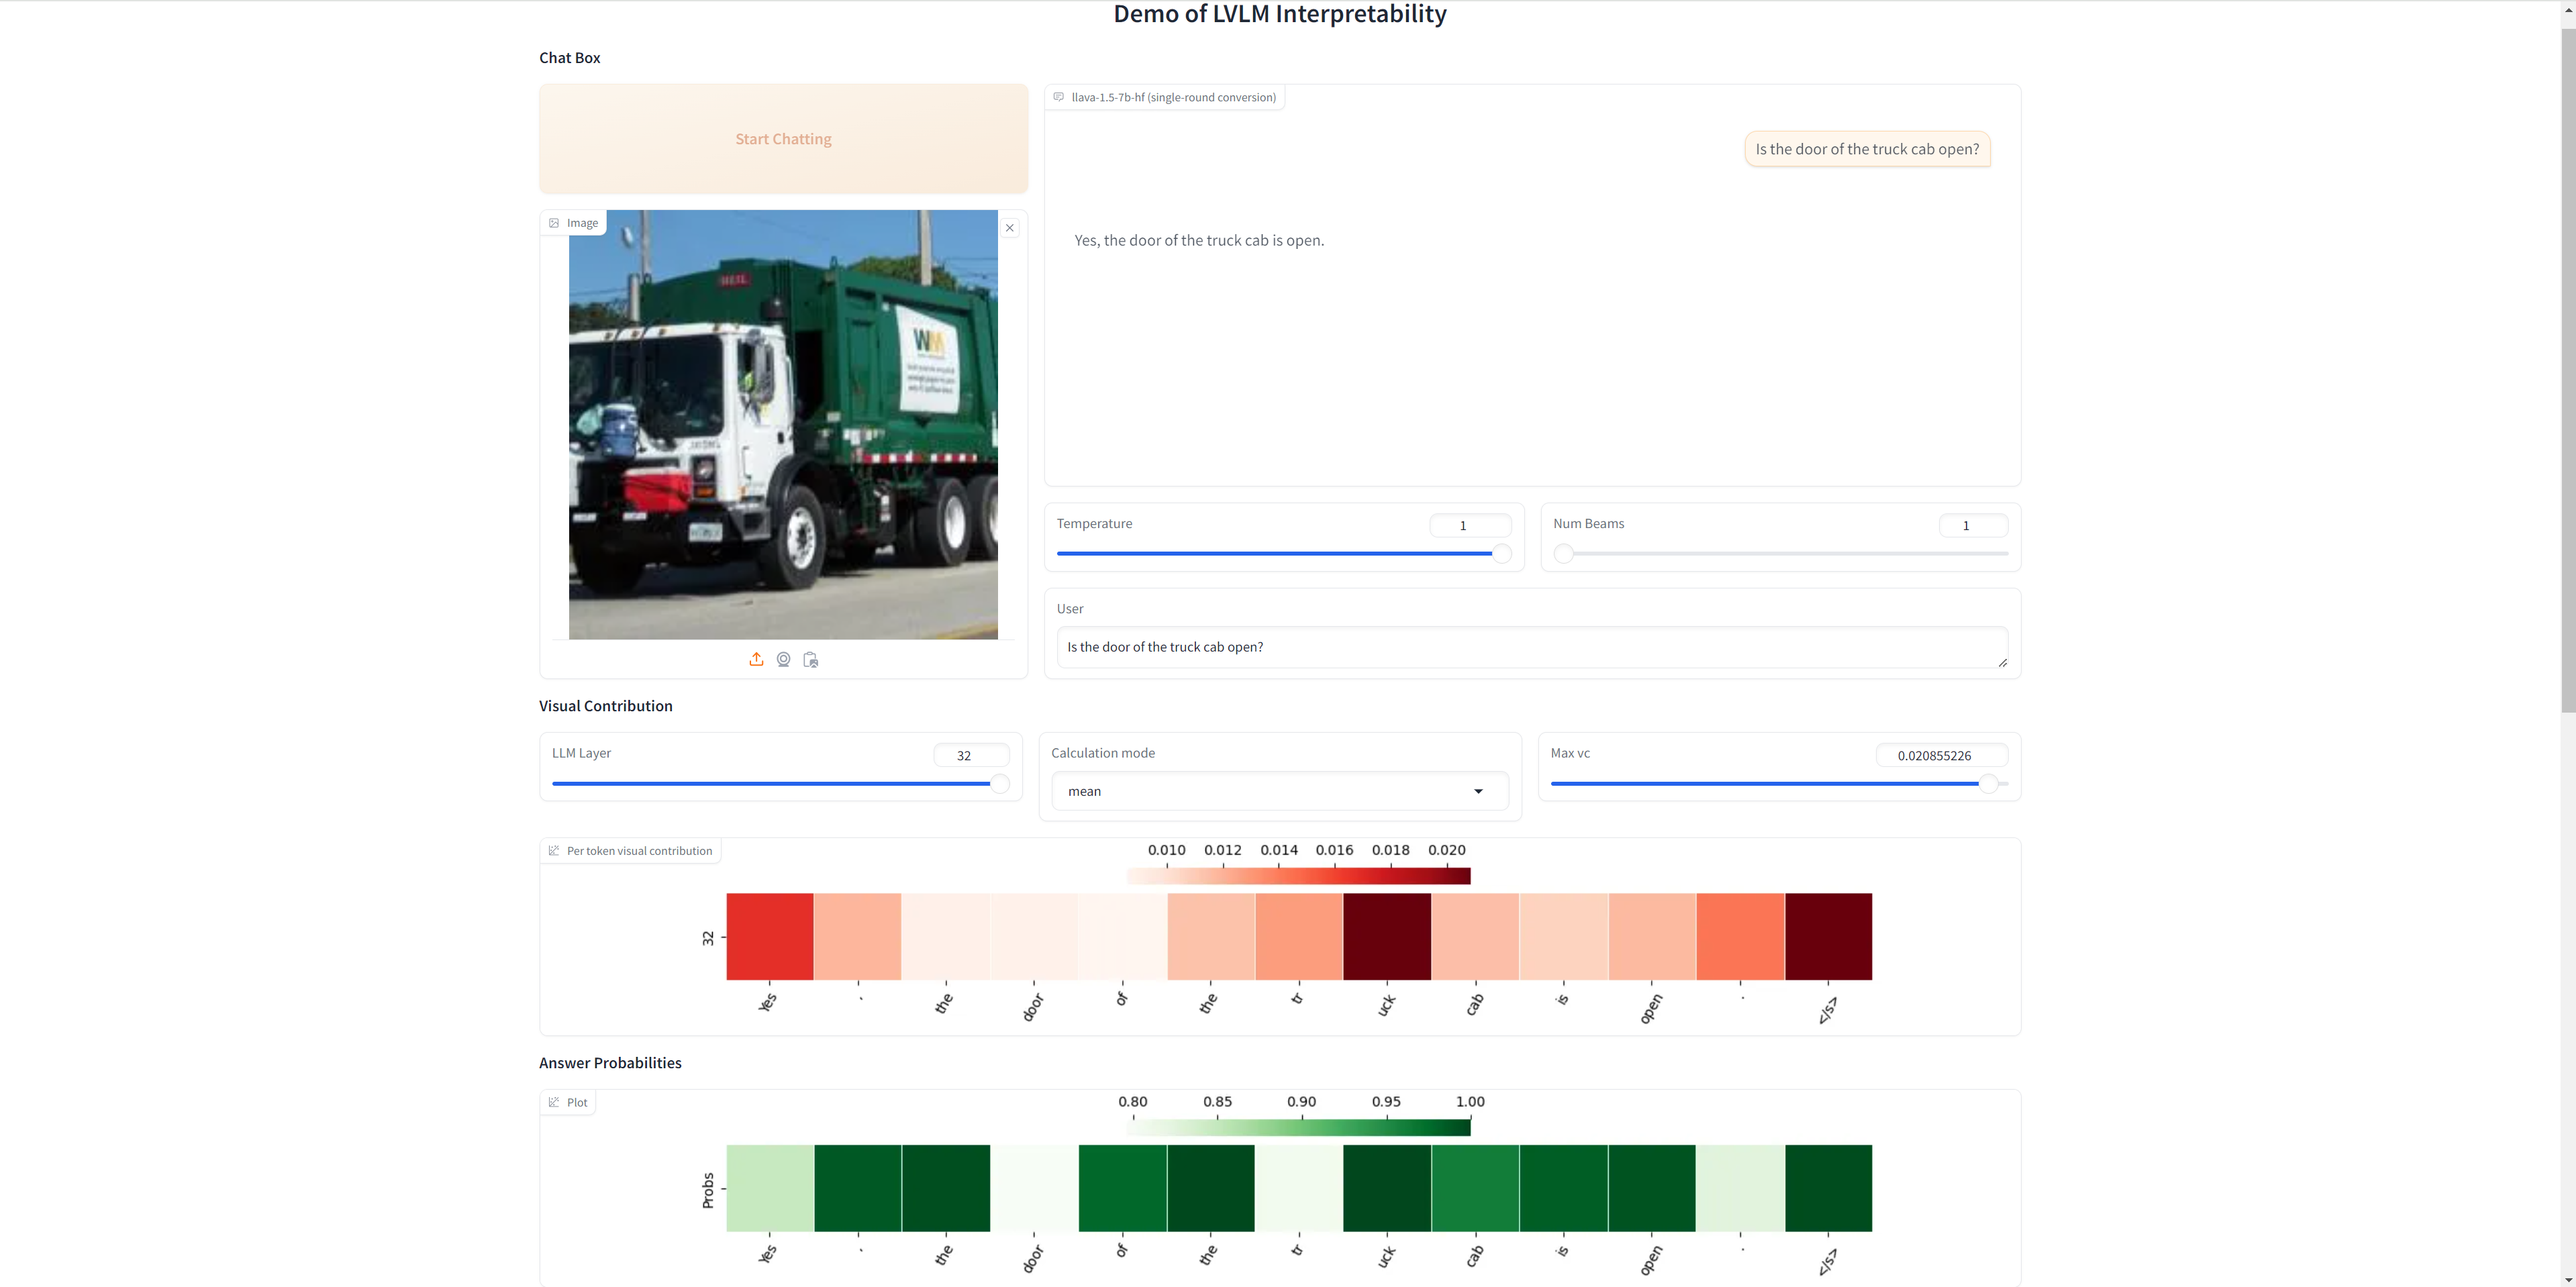 Demo of LVLM Interpretability
Chat Box
Start Chatting
Image
HEIL
WM
llava-1.5-7b-hf (single-round conversion)
Is the door of the truck cab open?
Yes, the door of the truck cab is open.
Temperature
1
Num Beams
1
User
Is the door of the truck cab open?
Visual Contribution
LLM Layer
32
Calculation mode
mean
Max vc
0.020855226
Per token visual contribution
0.010 0.012 0.014 0.016 0.018 0.020
32
Yes , the door of the tr uck cab is open . </s>
Answer Probabilities
Plot
0.80 0.85 0.90 0.95 1.00
Probs
Yes , the door of the tr uck cab is open . </s>